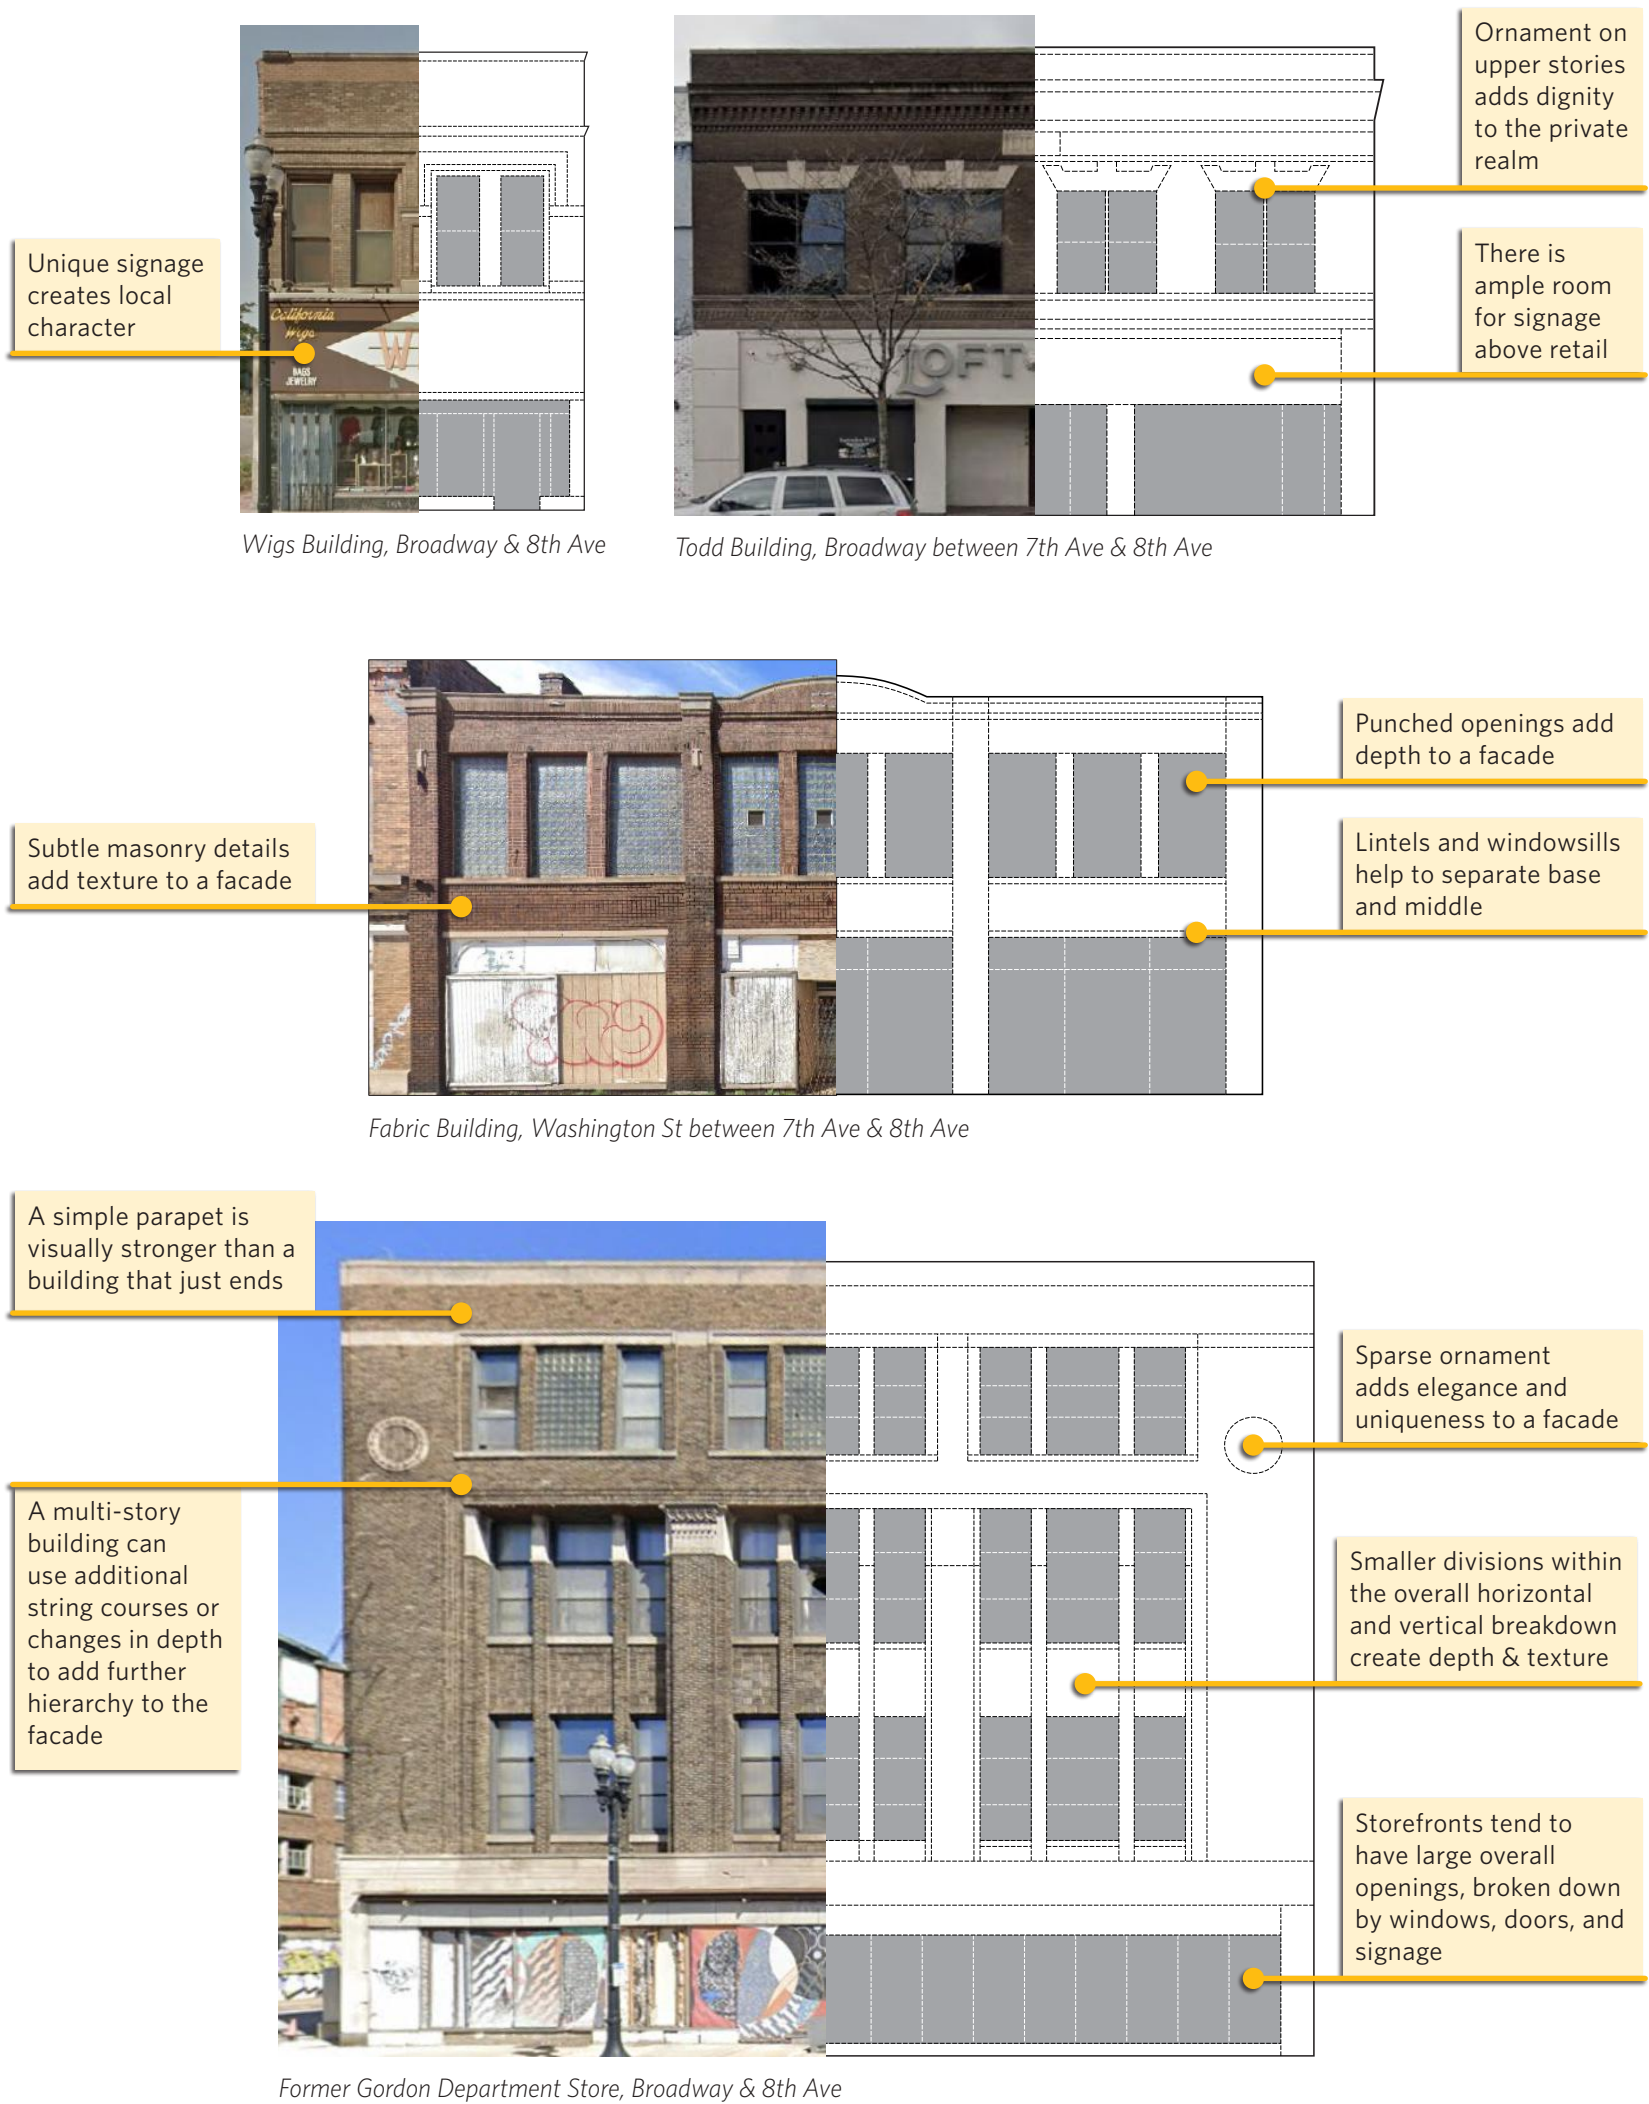 Ornament on
upper stories
adds dignity
to the private
realm
There is
ample room
for signage
above retail
Unique signage
creates local
character
California
Wigs
W
BAGS
JEWELRY
LOFT
Wigs Building, Broadway & 8th Ave
Todd Building, Broadway between 7th Ave & 8th Ave
Punched openings add
depth to a facade
Subtle masonry details
add texture to a facade
Lintels and windowsills
help to separate base
and middle
Fabric Building, Washington St between 7th Ave & 8th Ave
A simple parapet is
visually stronger than a
building that just ends
Sparse ornament
adds elegance and
uniqueness to a facade
A multi-story
building can
use additional
string courses or
changes in depth
to add further
hierarchy to the
facade
Smaller divisions within
the overall horizontal
and vertical breakdown
create depth & texture
Storefronts tend to
have large overall
openings, broken down
by windows, doors, and
signage
Former Gordon Department Store, Broadway & 8th Ave